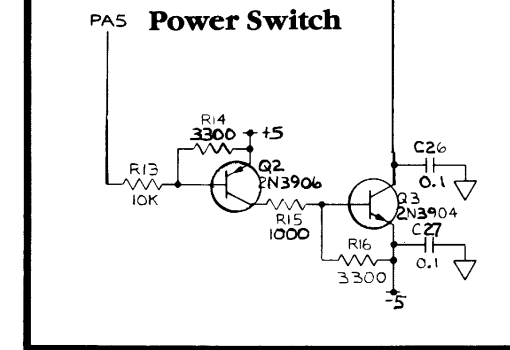 PA5 Power Switch
R14
3300
+5
R13
10K
Q2
2N3906
R15
1000
C26
0.1
Q3
2N3904
C27
0.1
R16
3300
-5